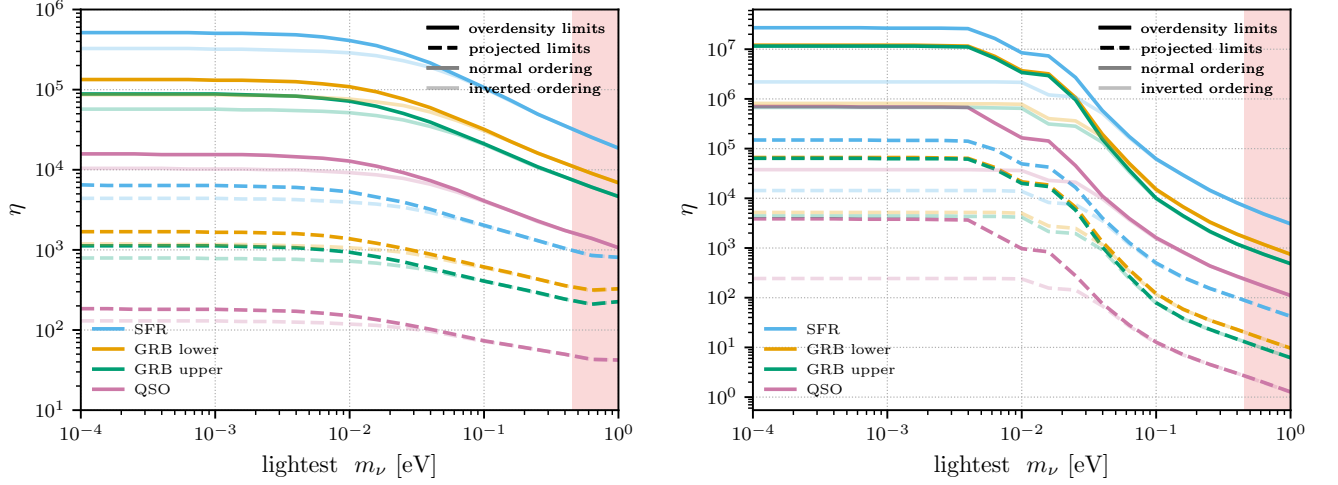 10^6
10^5
10^4
10^3
10^2
10^1
η
overdensity limits
projected limits
normal ordering
inverted ordering
SFR
GRB lower
GRB upper
QSO
10^−4
10^−3
10^−2
10^−1
10^0
lightest m_ν [eV]
10^7
10^6
10^5
10^4
10^3
10^2
10^1
10^0
η
overdensity limits
projected limits
normal ordering
inverted ordering
SFR
GRB lower
GRB upper
QSO
10^−4
10^−3
10^−2
10^−1
10^0
lightest m_ν [eV]